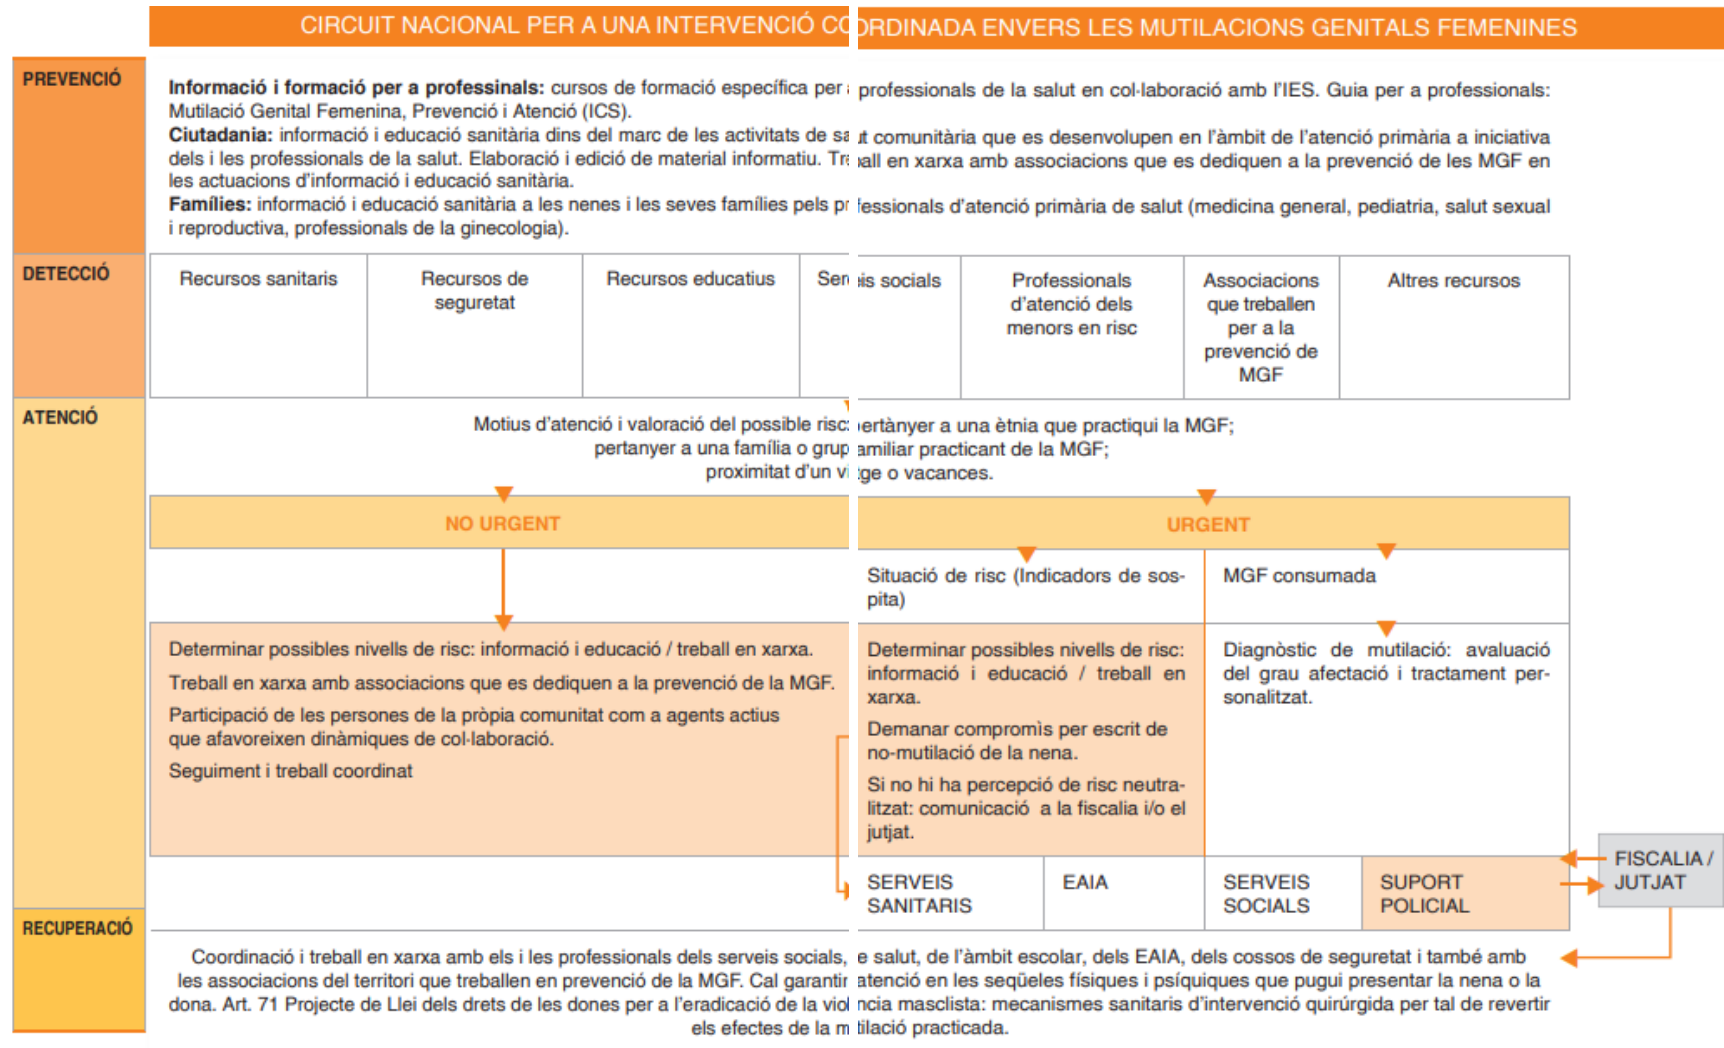 CIRCUIT NACIONAL PER A UNA INTERVENCIÓ COORDINADA ENVERS LES MUTILACIONS GENITALS FEMENINES
PREVENCIÓ
Informació i formació per a professinals: cursos de formació específica per a professionals de la salut en col·laboració amb l'IES. Guia per a professionals:
Mutilació Genital Femenina, Prevenció i Atenció (ICS).
Ciutadania: informació i educació sanitària dins del marc de les activitats de salut comunitària que es desenvolupen en l'àmbit de l'atenció primària a iniciativa
dels i les professionals de la salut. Elaboració i edició de material informatiu. Treball en xarxa amb associacions que es dediquen a la prevenció de les MGF en
les actuacions d'informació i educació sanitària.
Famílies: informació i educació sanitària a les nenes i les seves famílies pels professionals d'atenció primària de salut (medicina general, pediatria, salut sexual
i reproductiva, professionals de la ginecologia).
DETECCIÓ
Recursos sanitaris
Recursos de
seguretat
Recursos educatius
Serveis socials
Professionals
d'atenció dels
menors en risc
Associacions
que treballen
per a la
prevenció de
MGF
Altres recursos
ATENCIÓ
Motius d'atenció i valoració del possible risc: pertànyer a una ètnia que practiqui la MGF;
pertanyer a una família o grup familiar practicant de la MGF;
proximitat d'un viatge o vacances.
NO URGENT
URGENT
Situació de risc (Indicadors de sos-
pita)
MGF consumada
Determinar possibles nivells de risc: informació i educació / treball en xarxa.
Treball en xarxa amb associacions que es dediquen a la prevenció de la MGF.
Participació de les persones de la pròpia comunitat com a agents actius
que afavoreixen dinàmiques de col·laboració.
Seguiment i treball coordinat
Determinar possibles nivells de risc:
informació i educació / treball en
xarxa.
Demanar compromìs per escrit de
no-mutilació de la nena.
Si no hi ha percepció de risc neutra-
litzat: comunicació a la fiscalia i/o el
jutjat.
Diagnòstic de mutilació: avaluació
del grau afectació i tractament per-
sonalitzat.
SERVEIS
SANITARIS
EAIA
SERVEIS
SOCIALS
SUPORT
POLICIAL
FISCALIA /
JUTJAT
RECUPERACIÓ
Coordinació i treball en xarxa amb els i les professionals dels serveis socials, de salut, de l'àmbit escolar, dels EAIA, dels cossos de seguretat i també amb
les associacions del territori que treballen en prevenció de la MGF. Cal garantir atenció en les seqüeles físiques i psíquiques que pugui presentar la nena o la
dona. Art. 71 Projecte de Llei dels drets de les dones per a l'eradicació de la violència masclista: mecanismes sanitaris d'intervenció quirúrgida per tal de revertir
els efectes de la mutilació practicada.